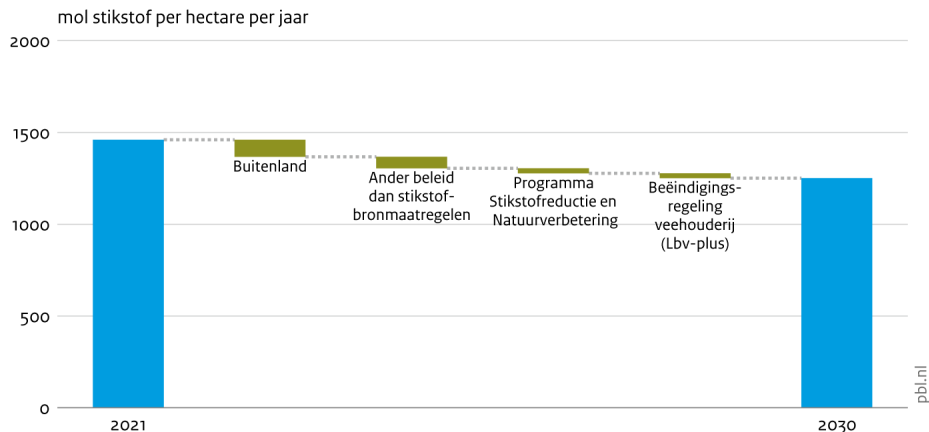 mol stikstof per hectare per jaar
2000
1500
1000
500
0
Buitenland
Ander beleid
dan stikstof-
bronmaatregelen
Programma
Stikstofreductie en
Natuurverbetering
Beëindigings-
regeling
veehouderij
(Lbv-plus)
2021
2030
pbl.nl